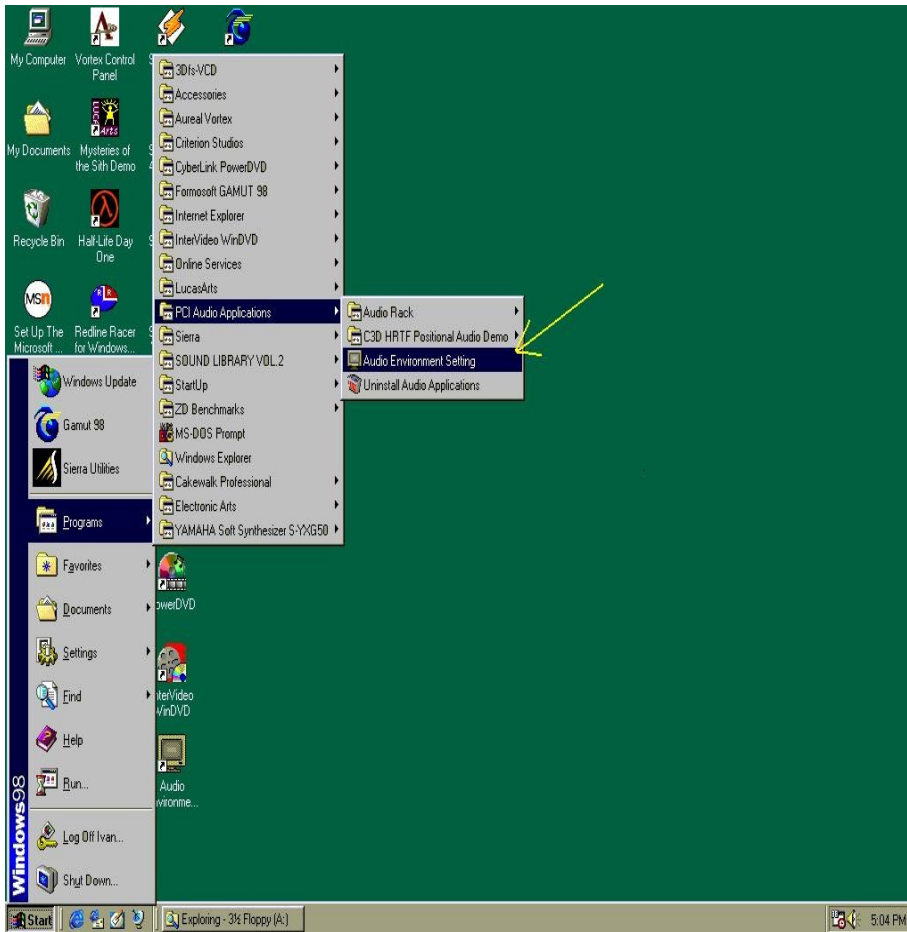 My Computer
Vortex Control
Panel
My Documents
LUCAS
Arts
Mysteries of
the Sith Demo
Recycle Bin
Half-Life Day
One
msn
Set Up The
Microsoft ...
R R
Redline Racer
for Windows...
3Dfs-VCD
Accessories
Aureal Vortex
Criterion Studios
CyberLink PowerDVD
Formosoft GAMUT 98
Internet Explorer
InterVideo WinDVD
Online Services
LucasArts
PCI Audio Applications
Sierra
SOUND LIBRARY VOL.2
StartUp
ZD Benchmarks
MS-DOS Prompt
Windows Explorer
Cakewalk Professional
Electronic Arts
YAMAHA Soft Synthesizer S-YXG50
Audio Rack
C3D HRTF Positional Audio Demo
Audio Environment Setting
Uninstall Audio Applications
Windows Update
Gamut 98
Sierra Utilities
Programs
Favorites
Documents
Settings
Find
Help
Run...
Log Off Ivan...
Shut Down...
Windows98
owerDVD
terVideo
VinDVD
Audio
vironme...
Start
Exploring - 3½ Floppy (A:)
5:04 PM